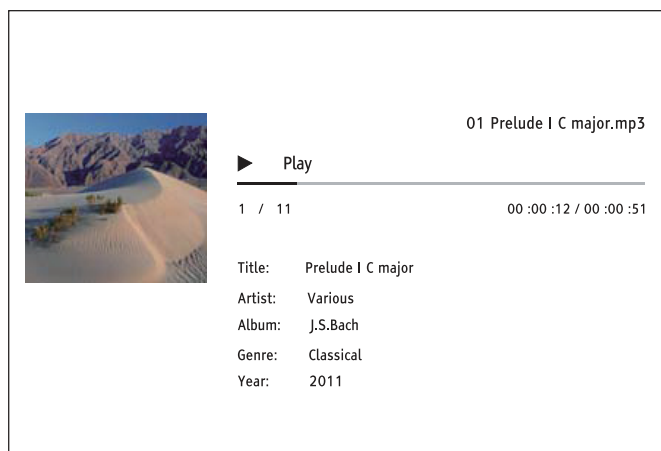 01 Prelude I C major.mp3
Play
1 / 11
00 :00 :12 / 00 :00 :51
Title: Prelude I C major
Artist: Various
Album: J.S.Bach
Genre: Classical
Year: 2011